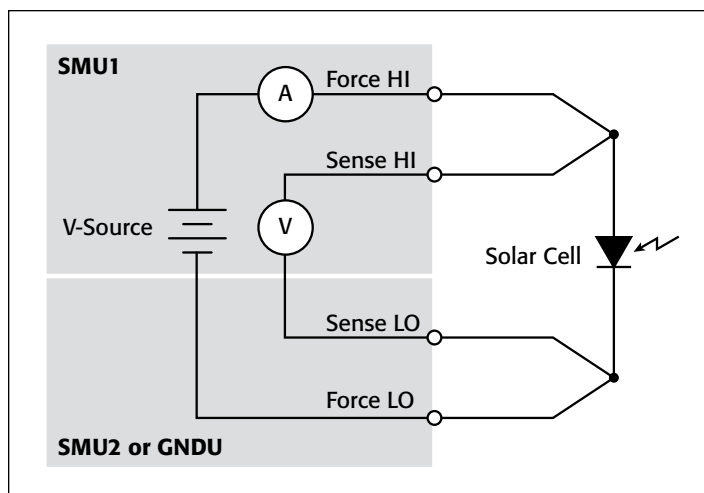 SMU1
Force HI
A
Sense HI
V-Source
V
Solar Cell
Sense LO
Force LO
SMU2 or GNDU